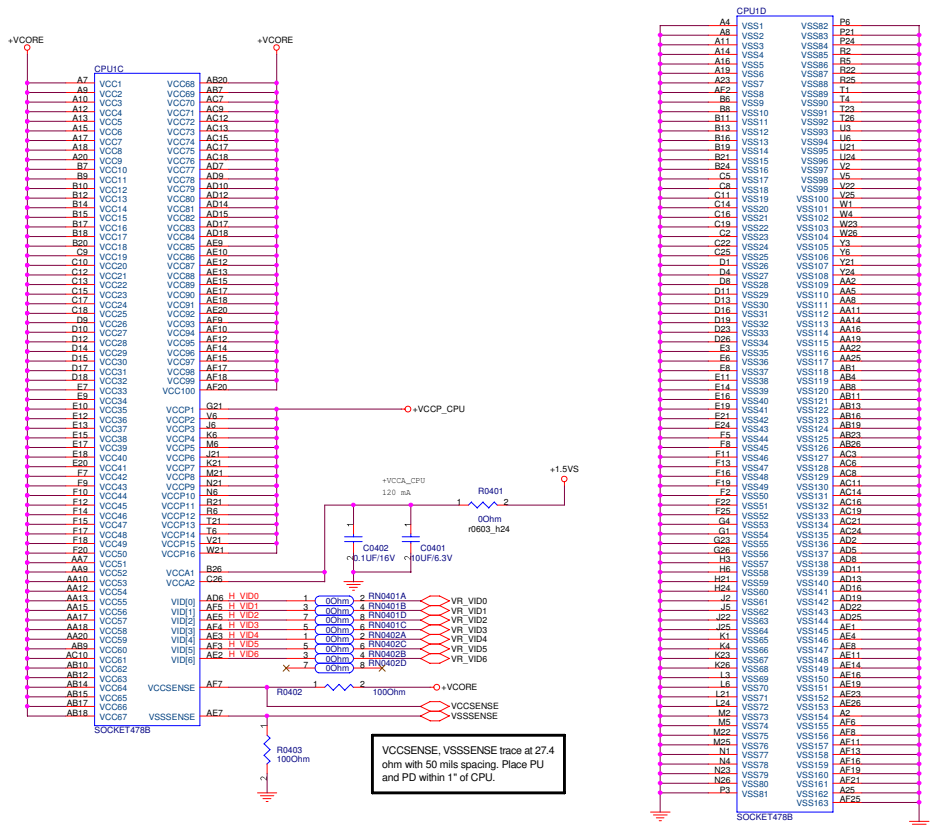 +VCORE
+VCORE
CPU1C
A7 VCC1 VCC68 AB20
A9 VCC2 VCC69 AB7
A10 VCC3 VCC70 AC7
A12 VCC4 VCC71 AC9
A13 VCC5 VCC72 AC12
A15 VCC6 VCC73 AC13
A17 VCC7 VCC74 AC15
A18 VCC8 VCC75 AC17
A20 VCC9 VCC76 AC18
B7 VCC10 VCC77 AD7
B9 VCC11 VCC78 AD9
B10 VCC12 VCC79 AD10
B12 VCC13 VCC80 AD12
B14 VCC14 VCC81 AD14
B15 VCC15 VCC82 AD15
B17 VCC16 VCC83 AD17
B18 VCC17 VCC84 AD18
B20 VCC18 VCC85 AE9
C9 VCC19 VCC86 AE10
C10 VCC20 VCC87 AE12
C12 VCC21 VCC88 AE13
C13 VCC22 VCC89 AE15
C15 VCC23 VCC90 AE17
C17 VCC24 VCC91 AE18
C18 VCC25 VCC92 AE20
D9 VCC26 VCC93 AF9
D10 VCC27 VCC94 AF10
D12 VCC28 VCC95 AF12
D14 VCC29 VCC96 AF14
D15 VCC30 VCC97 AF15
D17 VCC31 VCC98 AF17
D18 VCC32 VCC99 AF18
E7 VCC33 VCC100 AF20
E9 VCC34
E10 VCC35 VCCP1 G21 +VCCP_CPU
E12 VCC36 VCCP2 V6
E13 VCC37 VCCP3 J6
E15 VCC38 VCCP4 K6
E17 VCC39 VCCP5 M6
E18 VCC40 VCCP6 J21
E20 VCC41 VCCP7 K21
F7 VCC42 VCCP8 M21
F9 VCC43 VCCP9 N21
F10 VCC44 VCCP10 N6
F12 VCC45 VCCP11 R21
F14 VCC46 VCCP12 R6
F15 VCC47 VCCP13 T21
F17 VCC48 VCCP14 T6
F18 VCC49 VCCP15 V21
F20 VCC50 VCCP16 W21
AA7 VCC51
AA9 VCC52 VCCA1 B26
AA10 VCC53 VCCA2 C26
AA12 VCC54
AA13 VCC55 VID[0] AD6 H_VID0 1 0Ohm 2 RN0401A VR_VID0
AA15 VCC56 VID[1] AF5 H_VID1 3 0Ohm 4 RN0401B VR_VID1
AA17 VCC57 VID[2] AE5 H_VID2 7 0Ohm 8 RN0401D VR_VID2
AA18 VCC58 VID[3] AF4 H_VID3 5 0Ohm 6 RN0401C VR_VID3
AA20 VCC59 VID[4] AE3 H_VID4 1 0Ohm 2 RN0402A VR_VID4
AB9 VCC60 VID[5] AF3 H_VID5 5 0Ohm 6 RN0402C VR_VID5
AC10 VCC61 VID[6] AE2 H_VID6 3 0Ohm 4 RN0402B VR_VID6
AB10 VCC62 7 0Ohm 8 RN0402D
AB12 VCC63
AB14 VCC64 VCCSENSE AF7 R0402 1 2 100Ohm +VCORE
AB15 VCC65
AB17 VCC66 VCCSENSE
AB18 VCC67 VSSSENSE AE7 VSSSENSE
SOCKET478B
+VCCA_CPU
120 mA
1 R0401 2
0Ohm
r0603_h24
+1.5VS
1 2 C0402
0.1UF/16V
1 2 C0401
10UF/6.3V
1
R0403
100Ohm
2
VCCSENSE, VSSSENSE trace at 27.4
ohm with 50 mils spacing. Place PU
and PD within 1" of CPU.
CPU1D
A4 VSS1 VSS82 P6
A8 VSS2 VSS83 P21
A11 VSS3 VSS84 P24
A14 VSS4 VSS85 R2
A16 VSS5 VSS86 R5
A19 VSS6 VSS87 R22
A23 VSS7 VSS88 R25
AF2 VSS8 VSS89 T1
B6 VSS9 VSS90 T4
B8 VSS10 VSS91 T23
B11 VSS11 VSS92 T26
B13 VSS12 VSS93 U3
B16 VSS13 VSS94 U6
B19 VSS14 VSS95 U21
B21 VSS15 VSS96 U24
B24 VSS16 VSS97 V2
C5 VSS17 VSS98 V5
C8 VSS18 VSS99 V22
C11 VSS19 VSS100 V25
C14 VSS20 VSS101 W1
C16 VSS21 VSS102 W4
C19 VSS22 VSS103 W23
C2 VSS23 VSS104 W26
C22 VSS24 VSS105 Y3
C25 VSS25 VSS106 Y6
D1 VSS26 VSS107 Y21
D4 VSS27 VSS108 Y24
D8 VSS28 VSS109 AA2
D11 VSS29 VSS110 AA5
D13 VSS30 VSS111 AA8
D16 VSS31 VSS112 AA11
D19 VSS32 VSS113 AA14
D23 VSS33 VSS114 AA16
D26 VSS34 VSS115 AA19
E3 VSS35 VSS116 AA22
E6 VSS36 VSS117 AA25
E8 VSS37 VSS118 AB1
E11 VSS38 VSS119 AB4
E14 VSS39 VSS120 AB8
E16 VSS40 VSS121 AB11
E19 VSS41 VSS122 AB13
E21 VSS42 VSS123 AB16
E24 VSS43 VSS124 AB19
F5 VSS44 VSS125 AB23
F8 VSS45 VSS126 AB26
F11 VSS46 VSS127 AC3
F13 VSS47 VSS128 AC6
F16 VSS48 VSS129 AC8
F19 VSS49 VSS130 AC11
F2 VSS50 VSS131 AC14
F22 VSS51 VSS132 AC16
F25 VSS52 VSS133 AC19
G4 VSS53 VSS134 AC21
G1 VSS54 VSS135 AC24
G23 VSS55 VSS136 AD2
G26 VSS56 VSS137 AD5
H3 VSS57 VSS138 AD8
H6 VSS58 VSS139 AD11
H21 VSS59 VSS140 AD13
H24 VSS60 VSS141 AD16
J2 VSS61 VSS142 AD19
J5 VSS62 VSS143 AD22
J22 VSS63 VSS144 AD25
J25 VSS64 VSS145 AE1
K1 VSS65 VSS146 AE4
K4 VSS66 VSS147 AE8
K23 VSS67 VSS148 AE11
K26 VSS68 VSS149 AE14
L3 VSS69 VSS150 AE16
L6 VSS70 VSS151 AE19
L21 VSS71 VSS152 AE23
L24 VSS72 VSS153 AE26
M2 VSS73 VSS154 A2
M5 VSS74 VSS155 AF6
M22 VSS75 VSS156 AF8
M25 VSS76 VSS157 AF11
N1 VSS77 VSS158 AF13
N4 VSS78 VSS159 AF16
N23 VSS79 VSS160 AF19
N26 VSS80 VSS161 AF21
P3 VSS81 VSS162 A25
VSS163 AF25
SOCKET478B